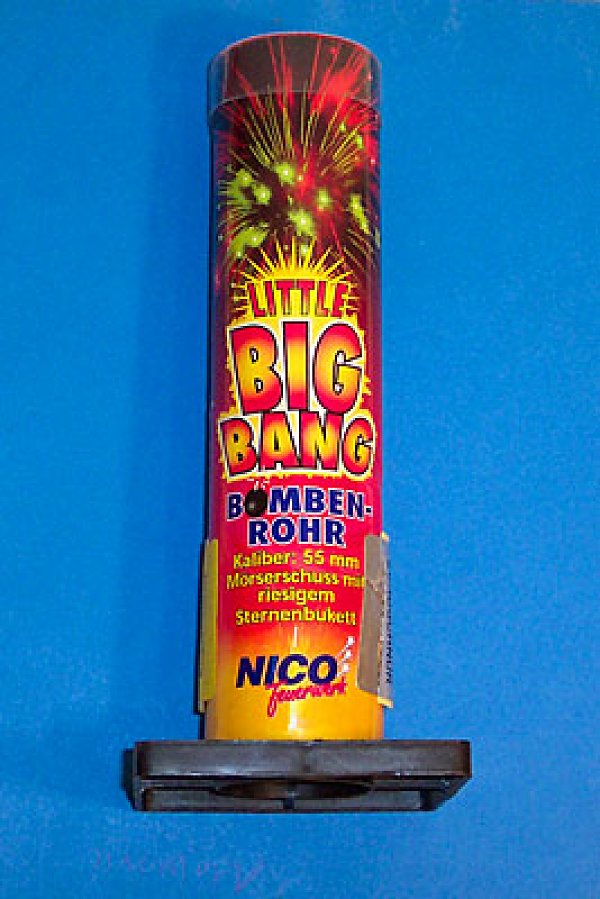 LITTLE
BIG
BANG
BOMBEN-
ROHR
Kaliber: 55 mm
Mörserschuss mit
riesigem
Sternenbukett
NICO
Feuerwerk